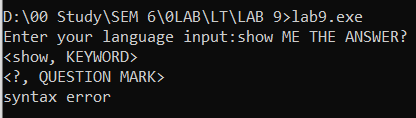 D:\00 Study\SEM 6\0LAB\LT\LAB 9>lab9.exe
Enter your language input:show ME THE ANSWER?
<show, KEYWORD>
<?, QUESTION MARK>
syntax error